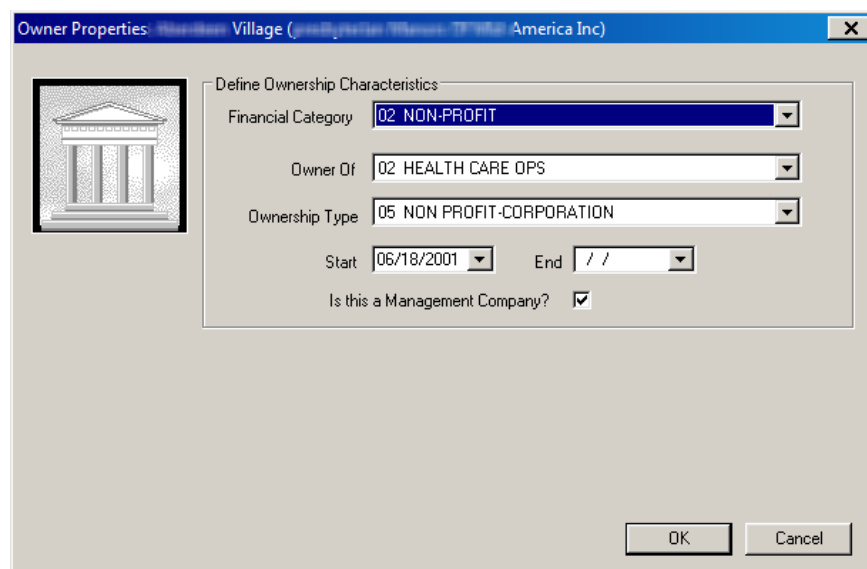 Owner Properties: Village ( America Inc)
Define Ownership Characteristics
Financial Category 02 NON-PROFIT
Owner Of 02 HEALTH CARE OPS
Ownership Type 05 NON PROFIT-CORPORATION
Start 06/18/2001 End / /
Is this a Management Company?
OK Cancel